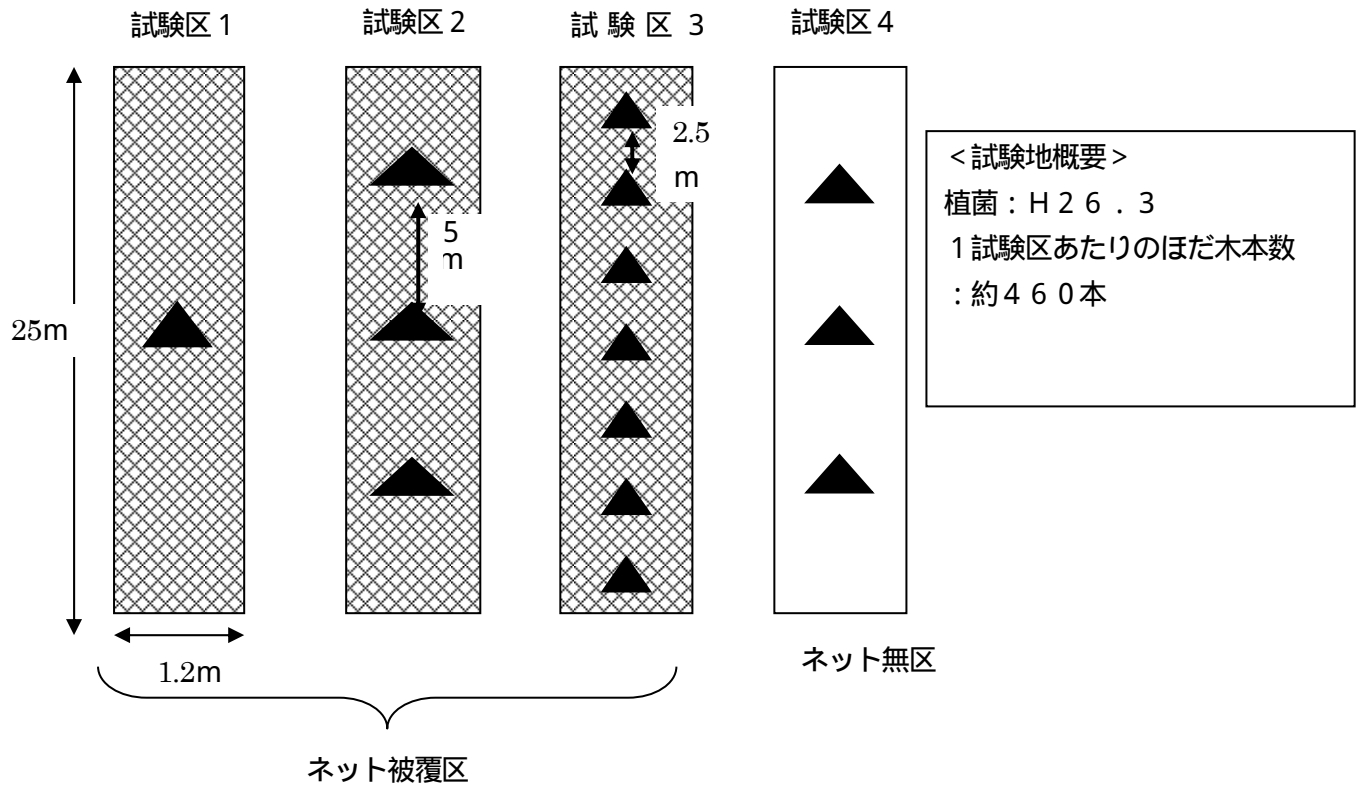 試験区1
試験区2
試験区 3
試験区4
2.5
m
5
m
25m
1.2m
<試験地概要>
植菌:H26.3
1試験区あたりのほだ木本数
:約460本
ネット無区
ネット被覆区